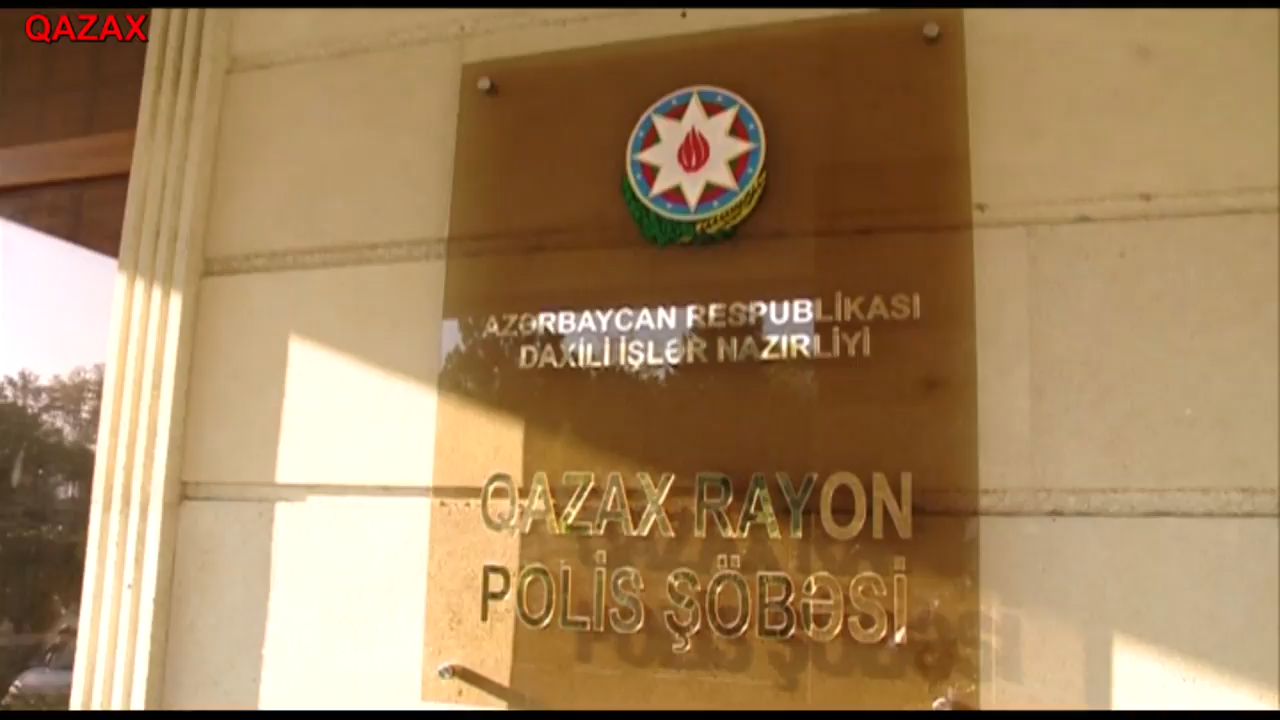 QAZAX
AZƏRBAYCAN RESPUBLİKASI
DAXİLİ İŞLƏR NAZİRLİYİ
QAZAX RAYON
POLİS ŞÖBƏSİ